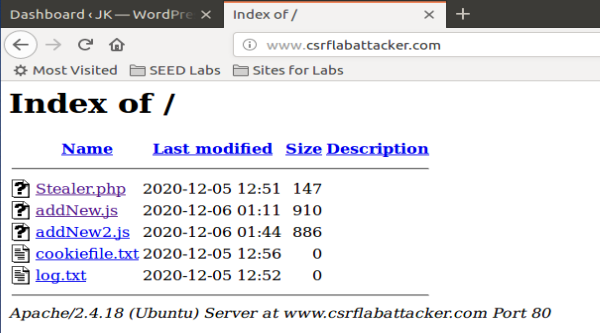 Dashboard ‹ JK — WordPre
Index of /
www.csrflabattacker.com
Most Visited SEED Labs Sites for Labs
Index of /
Name Last modified Size Description
Stealer.php 2020-12-05 12:51 147
addNew.js 2020-12-06 01:11 910
addNew2.js 2020-12-06 01:44 886
cookiefile.txt 2020-12-05 12:56 0
log.txt 2020-12-05 12:52 0
Apache/2.4.18 (Ubuntu) Server at www.csrflabattacker.com Port 80